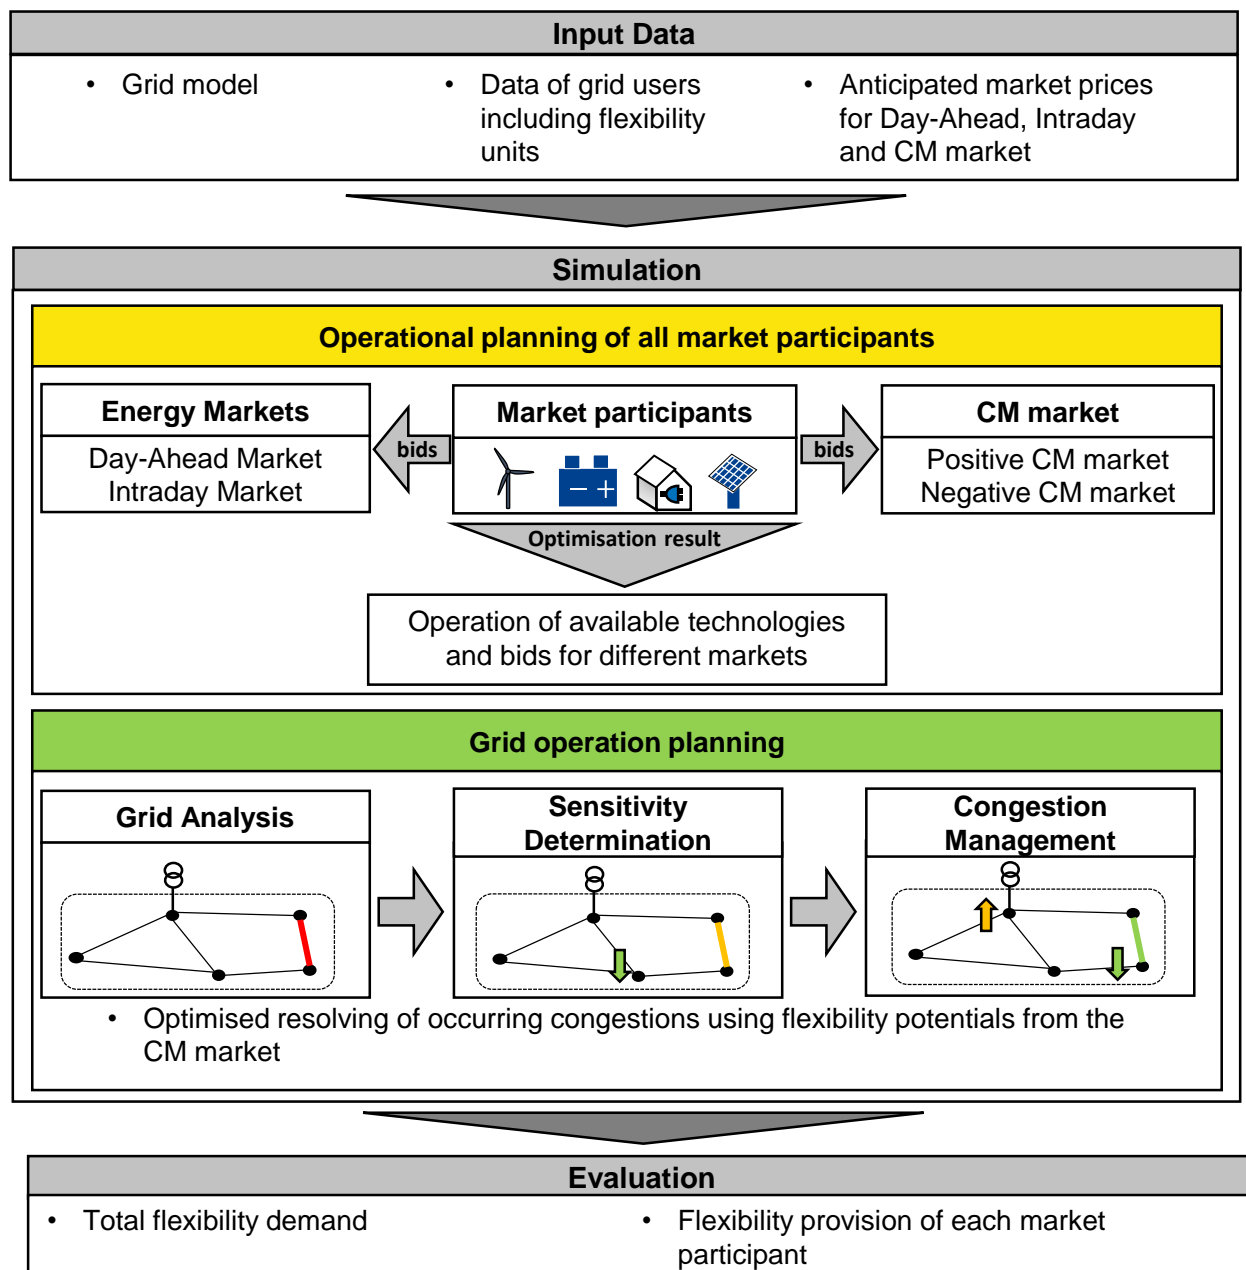 Input Data
• Grid model
• Data of grid users
including flexibility
units
• Anticipated market prices
for Day-Ahead, Intraday
and CM market
Simulation
Operational planning of all market participants
Energy Markets
Day-Ahead Market
Intraday Market
bids
Market participants
− +
bids
CM market
Positive CM market
Negative CM market
Optimisation result
Operation of available technologies
and bids for different markets
Grid operation planning
Grid Analysis
Sensitivity
Determination
Congestion
Management
• Optimised resolving of occurring congestions using flexibility potentials from the
CM market
Evaluation
• Total flexibility demand
• Flexibility provision of each market
participant